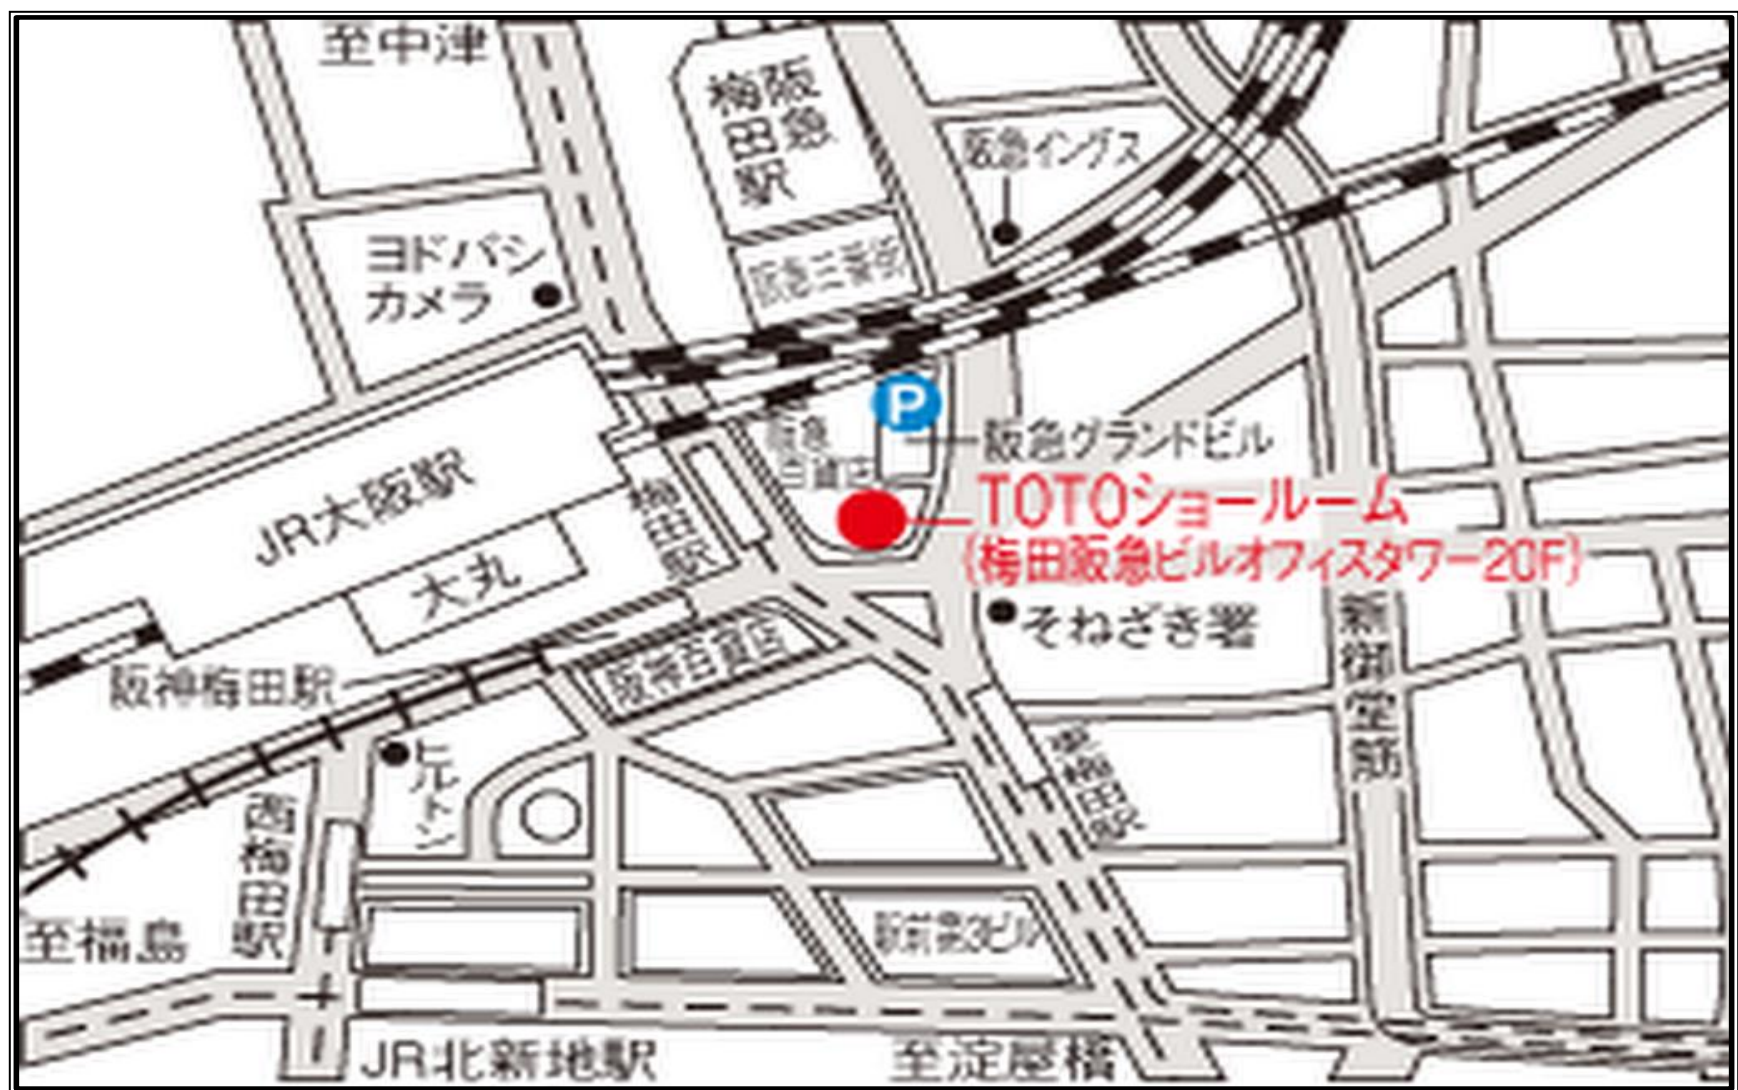 至中津
阪急
梅田駅
阪急イングス
ヨドバシ
カメラ
阪急三番街
P
阪急
百貨店
阪急グランドビル
TOTOショールーム
(梅田阪急ビルオフィスタワー20F)
JR大阪駅
梅田駅
大丸
そねざき署
新御堂筋
阪神百貨店
阪神梅田駅
東梅田駅
ヒルトン
西梅田駅
至福島
駅前第3ビル
JR北新地駅
至淀屋橋